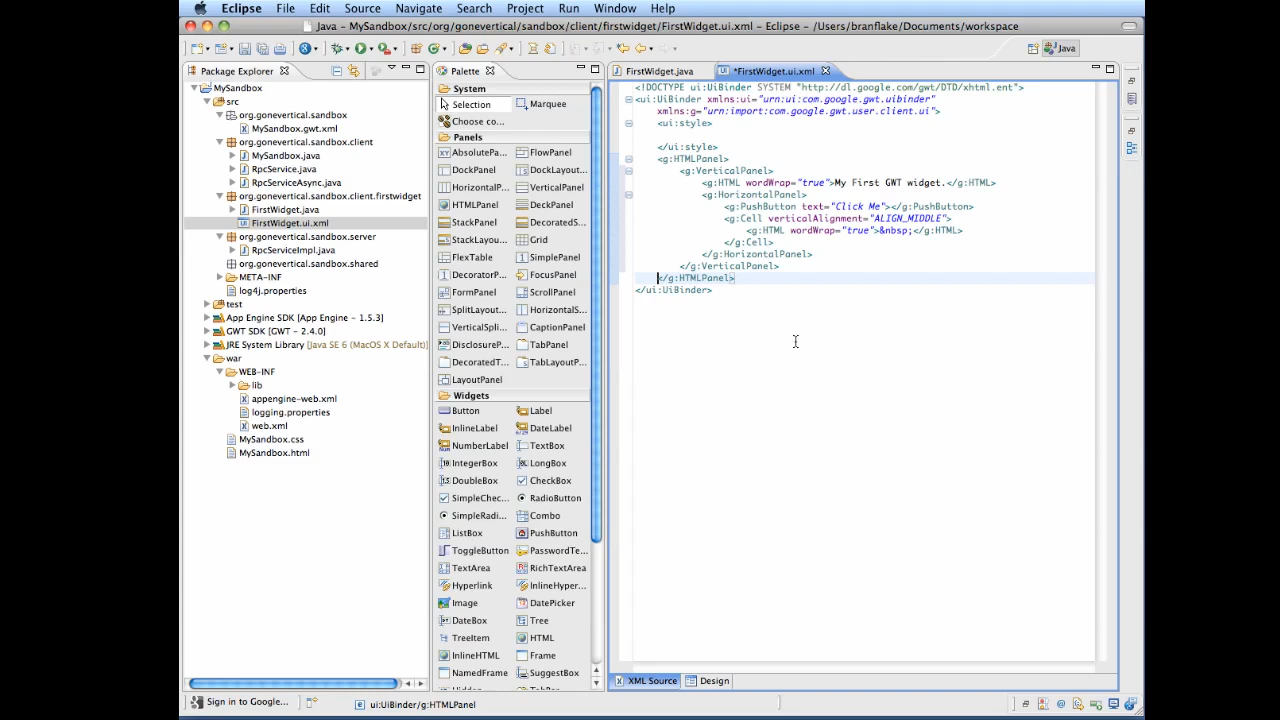 Eclipse File Edit Source Navigate Search Project Run Window Help
Java – MySandbox/src/org/gonevertical/sandbox/client/firstwidget/FirstWidget.ui.xml – Eclipse – /Users/branflake/Documents/workspace
Java
Package Explorer
MySandbox
src
org.gonevertical.sandbox
MySandbox.gwt.xml
org.gonevertical.sandbox.client
MySandbox.java
RpcService.java
RpcServiceAsync.java
org.gonevertical.sandbox.client.firstwidget
FirstWidget.java
FirstWidget.ui.xml
org.gonevertical.sandbox.server
RpcServiceImpl.java
org.gonevertical.sandbox.shared
META-INF
log4j.properties
test
App Engine SDK [App Engine - 1.5.3]
GWT SDK [GWT - 2.4.0]
JRE System Library [Java SE 6 (MacOS X Default)]
war
WEB-INF
lib
appengine-web.xml
logging.properties
web.xml
MySandbox.css
MySandbox.html
Palette
System
Selection Marquee
Choose co...
Panels
AbsolutePa... FlowPanel
DockPanel DockLayout...
HorizontalP... VerticalPanel
HTMLPanel DeckPanel
StackPanel DecoratedS...
StackLayou... Grid
FlexTable SimplePanel
DecoratorP... FocusPanel
FormPanel ScrollPanel
SplitLayou... HorizontalS...
VerticalSpli... CaptionPanel
DisclosureP... TabPanel
DecoratedT... TabLayoutP...
LayoutPanel
Widgets
Button Label
InlineLabel DateLabel
NumberLabel TextBox
IntegerBox LongBox
DoubleBox CheckBox
SimpleChec... RadioButton
SimpleRadi... Combo
ListBox PushButton
ToggleButton PasswordTe...
TextArea RichTextArea
Hyperlink InlineHyper...
Image DatePicker
DateBox Tree
TreeItem HTML
InlineHTML Frame
NamedFrame SuggestBox
FirstWidget.java *FirstWidget.ui.xml
<!DOCTYPE ui:UiBinder SYSTEM "http://dl.google.com/gwt/DTD/xhtml.ent">
<ui:UiBinder xmlns:ui="urn:ui:com.google.gwt.uibinder"
xmlns:g="urn:import:com.google.gwt.user.client.ui">
<ui:style>
</ui:style>
<g:HTMLPanel>
<g:VerticalPanel>
<g:HTML wordWrap="true">My First GWT widget.</g:HTML>
<g:HorizontalPanel>
<g:PushButton text="Click Me"></g:PushButton>
<g:Cell verticalAlignment="ALIGN_MIDDLE">
<g:HTML wordWrap="true">&nbsp;</g:HTML>
</g:Cell>
</g:HorizontalPanel>
</g:VerticalPanel>
</g:HTMLPanel>
</ui:UiBinder>
XML Source Design
Sign in to Google... ui:UiBinder/g:HTMLPanel